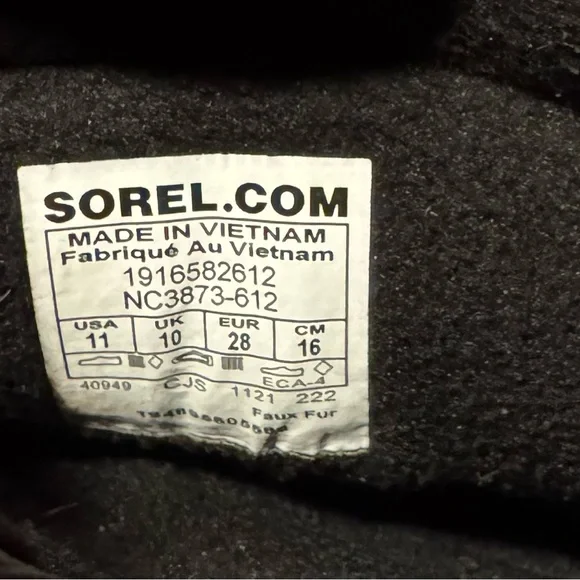 SOREL.COM
MADE IN VIETNAM
Fabriqué Au Vietnam
1916582612
NC3873-612
USA UK EUR CM
11 10 28 16
40949 CJS 1121 222
ECA-4
Faux Fur